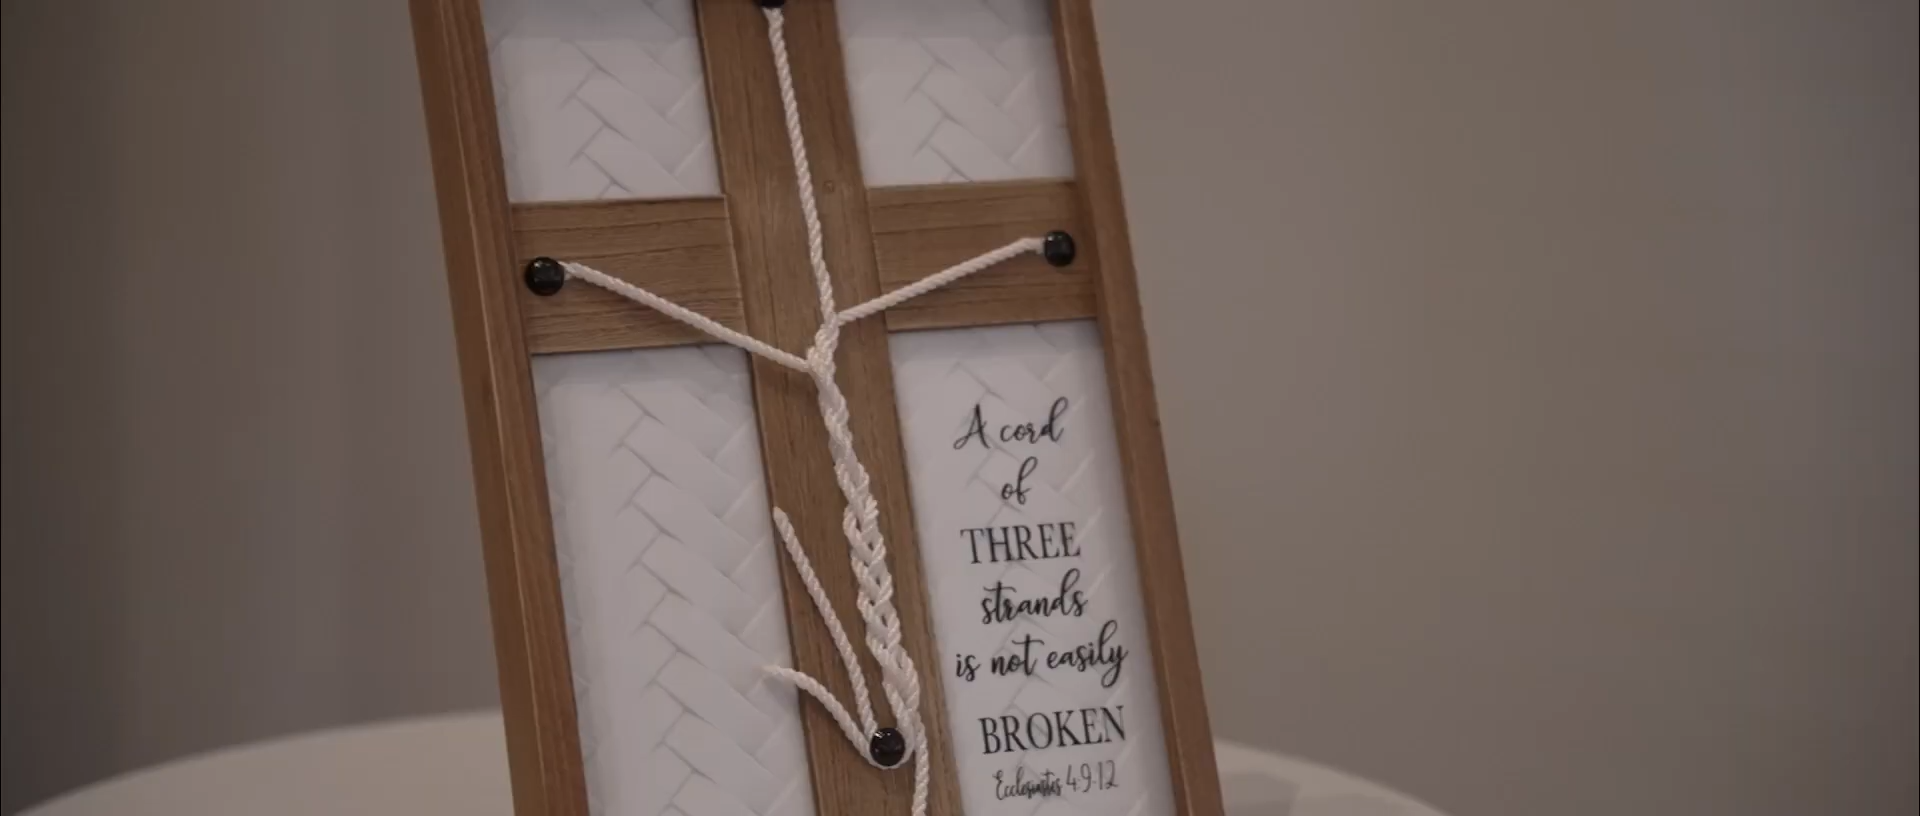 A cord
of
THREE
strands
is not easily
BROKEN
Ecclesiastes 4:9-12